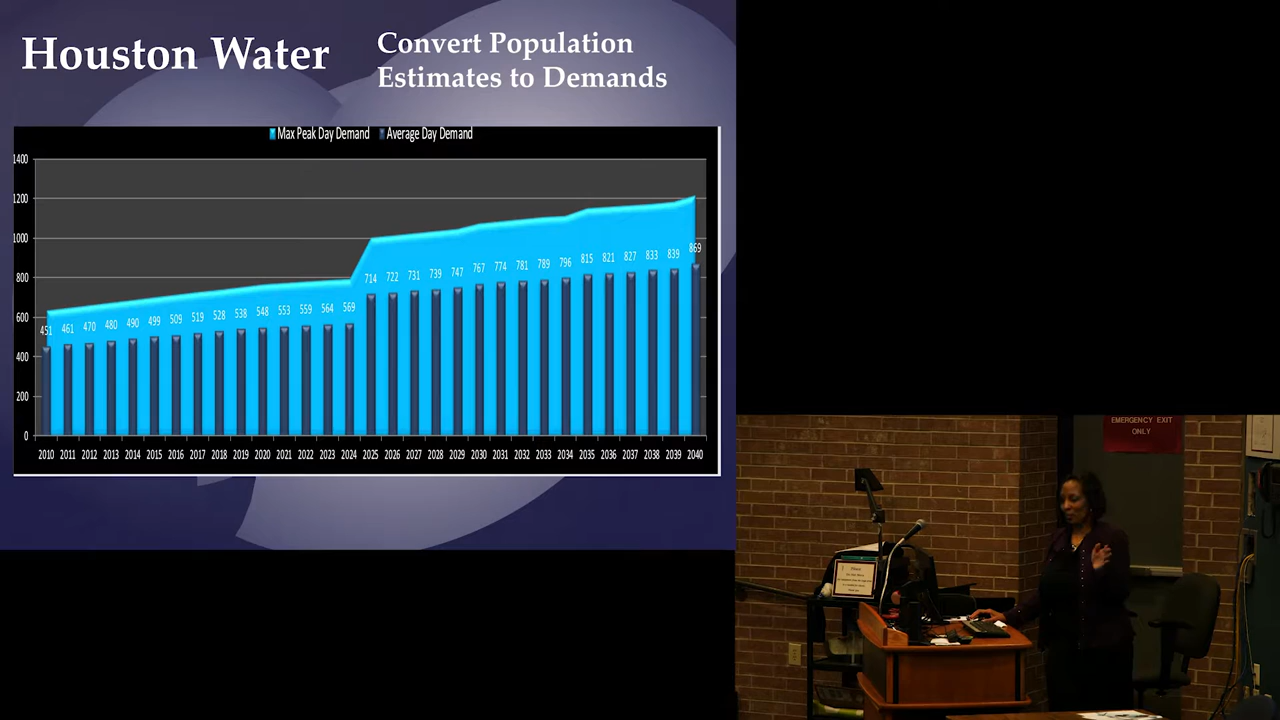 Houston Water
Convert Population
Estimates to Demands
Max Peak Day Demand Average Day Demand
1400
1200
1000
800
600
400
200
0
451 461 470 480 490 499 509 519 528 538 548 553 559 564 569 714 722 731 739 747 767 774 781 789 796 815 821 827 833 839 869
2010 2011 2012 2013 2014 2015 2016 2017 2018 2019 2020 2021 2022 2023 2024 2025 2026 2027 2028 2029 2030 2031 2032 2033 2034 2035 2036 2037 2038 2039 2040
EMERGENCY EXIT
ONLY